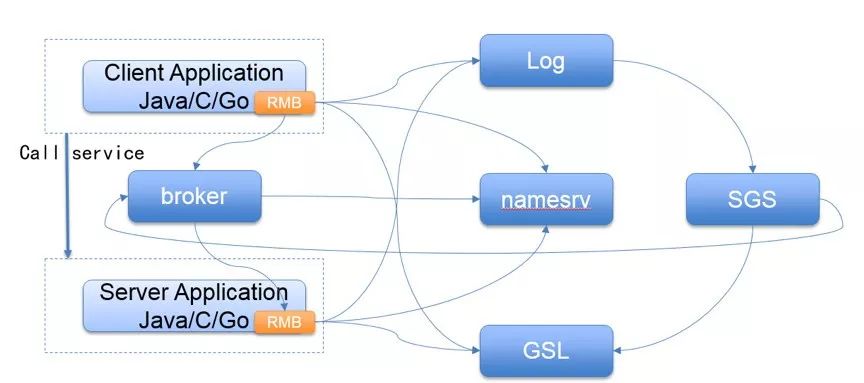 Client Application
Java/C/Go
RMB
Log
Call service
broker
namesrv
SGS
Server Application
Java/C/Go
RMB
GSL